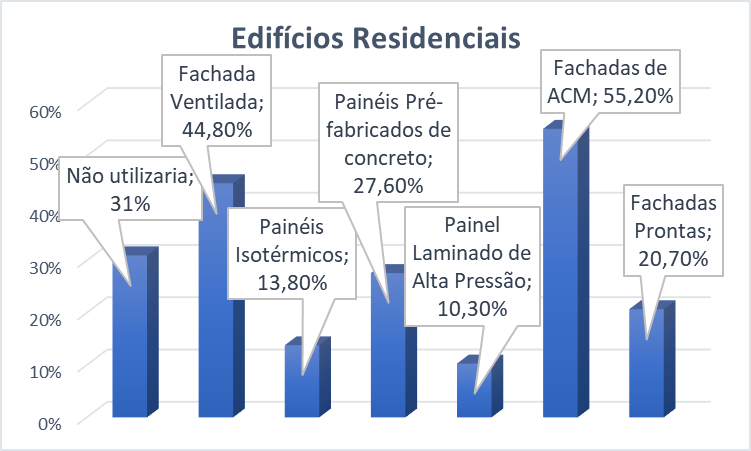 Edifícios Residenciais
60%
50%
40%
30%
20%
10%
0%
Não utilizaria;
31%
Fachada
Ventilada;
44,80%
Painéis
Isotérmicos;
13,80%
Painéis Pré-
fabricados de
concreto;
27,60%
Painel
Laminado de
Alta Pressão;
10,30%
Fachadas de
ACM; 55,20%
Fachadas
Prontas;
20,70%